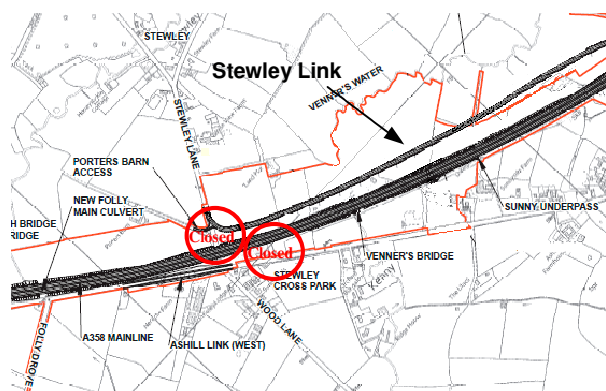 STEWLEY
Stewley Link
VENNER'S WATER
STEWLEY LANE
PORTERS BARN
ACCESS
NEW FOLLY
MAIN CULVERT
H BRIDGE
RIDGE
Closed
Closed
SUNNY UNDERPASS
VENNER'S BRIDGE
STEWLEY
CROSS PARK
Kenny
WOOD LANE
A358 MAINLINE
ASHILL LINK (WEST)
FOLLY DROVE